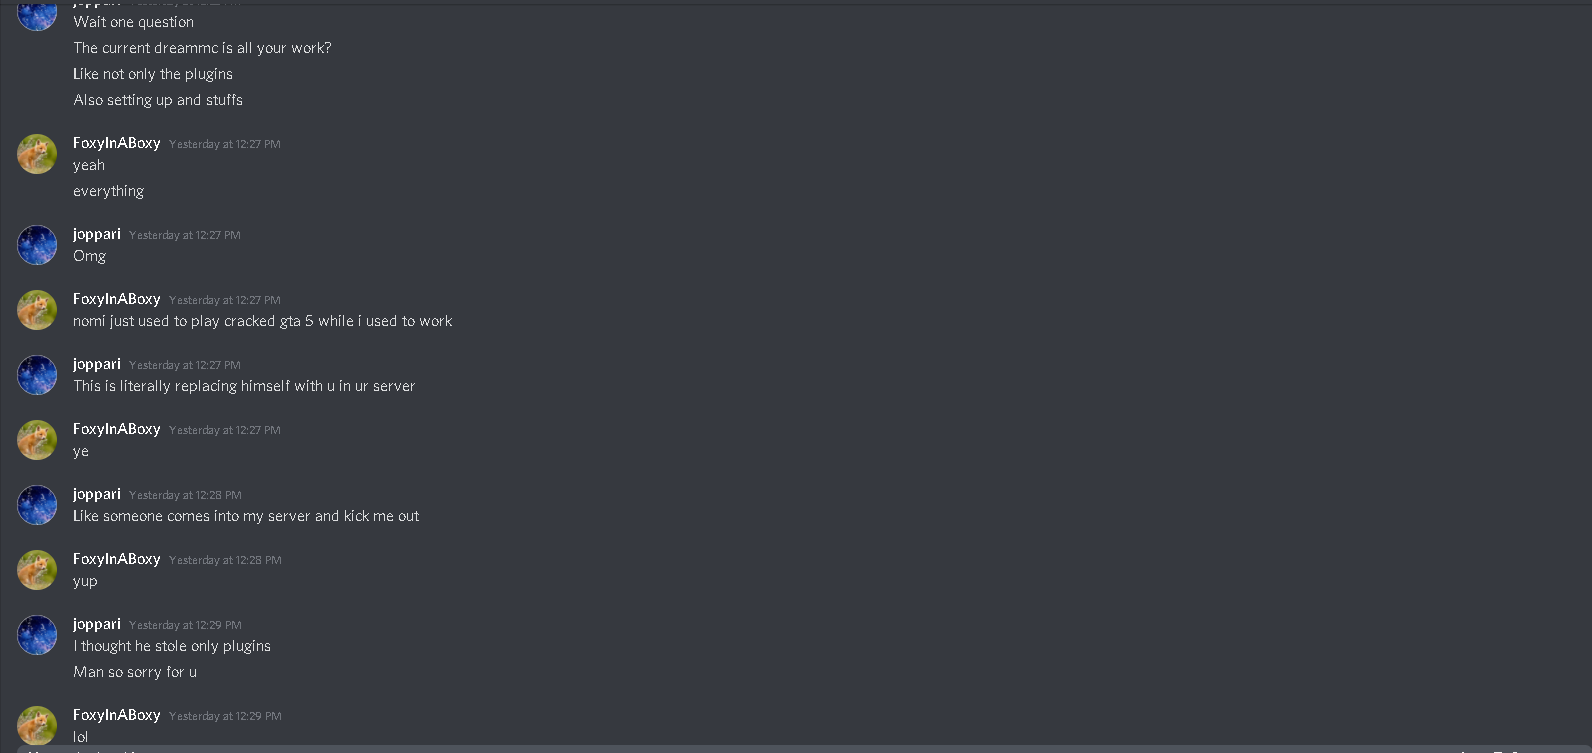 joppari
Wait one question
The current dreammc is all your work?
Like not only the plugins
Also setting up and stuffs
FoxyInABoxy Yesterday at 12:27 PM
yeah
everything
joppari Yesterday at 12:27 PM
Omg
FoxyInABoxy Yesterday at 12:27 PM
nomi just used to play cracked gta 5 while i used to work
joppari Yesterday at 12:27 PM
This is literally replacing himself with u in ur server
FoxyInABoxy Yesterday at 12:27 PM
ye
joppari Yesterday at 12:28 PM
Like someone comes into my server and kick me out
FoxyInABoxy Yesterday at 12:28 PM
yup
joppari Yesterday at 12:29 PM
I thought he stole only plugins
Man so sorry for u
FoxyInABoxy Yesterday at 12:29 PM
lol